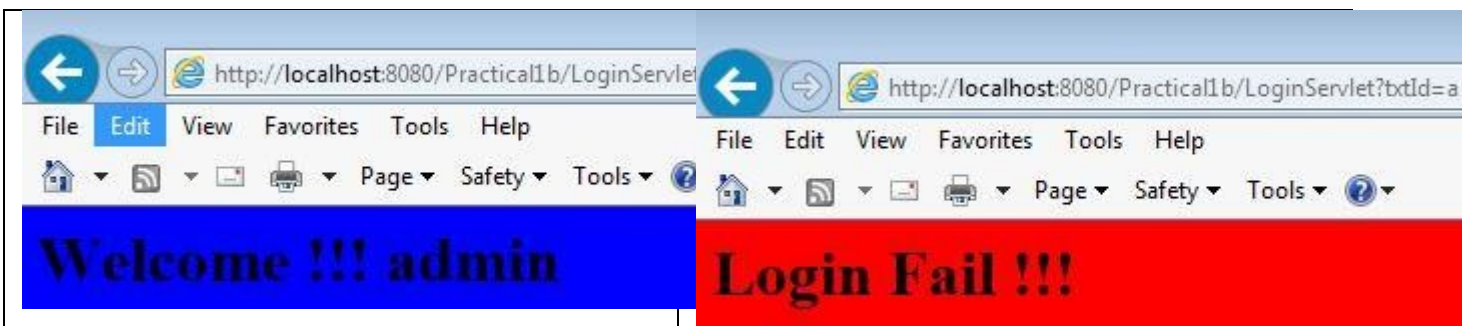 http://localhost:8080/Practical1b/LoginServlet
File Edit View Favorites Tools Help
Page Safety Tools
Welcome !!! admin
http://localhost:8080/Practical1b/LoginServlet?txtId=a
File Edit View Favorites Tools Help
Page Safety Tools
Login Fail !!!